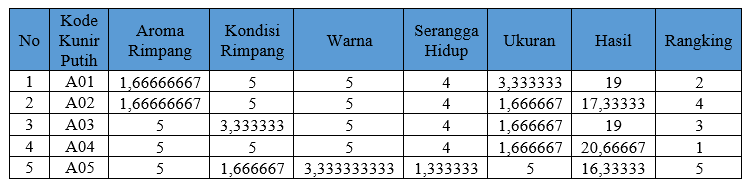 No Kode Kunir Putih Aroma Rimpang Kondisi Rimpang Warna Serangga Hidup Ukuran Hasil Rangking
1 A01 1,66666667 5 5 4 3,333333 19 2
2 A02 1,66666667 5 5 4 1,666667 17,33333 4
3 A03 5 3,333333 5 4 1,666667 19 3
4 A04 5 5 5 4 1,666667 20,66667 1
5 A05 5 1,666667 3,333333333 1,333333 5 16,33333 5